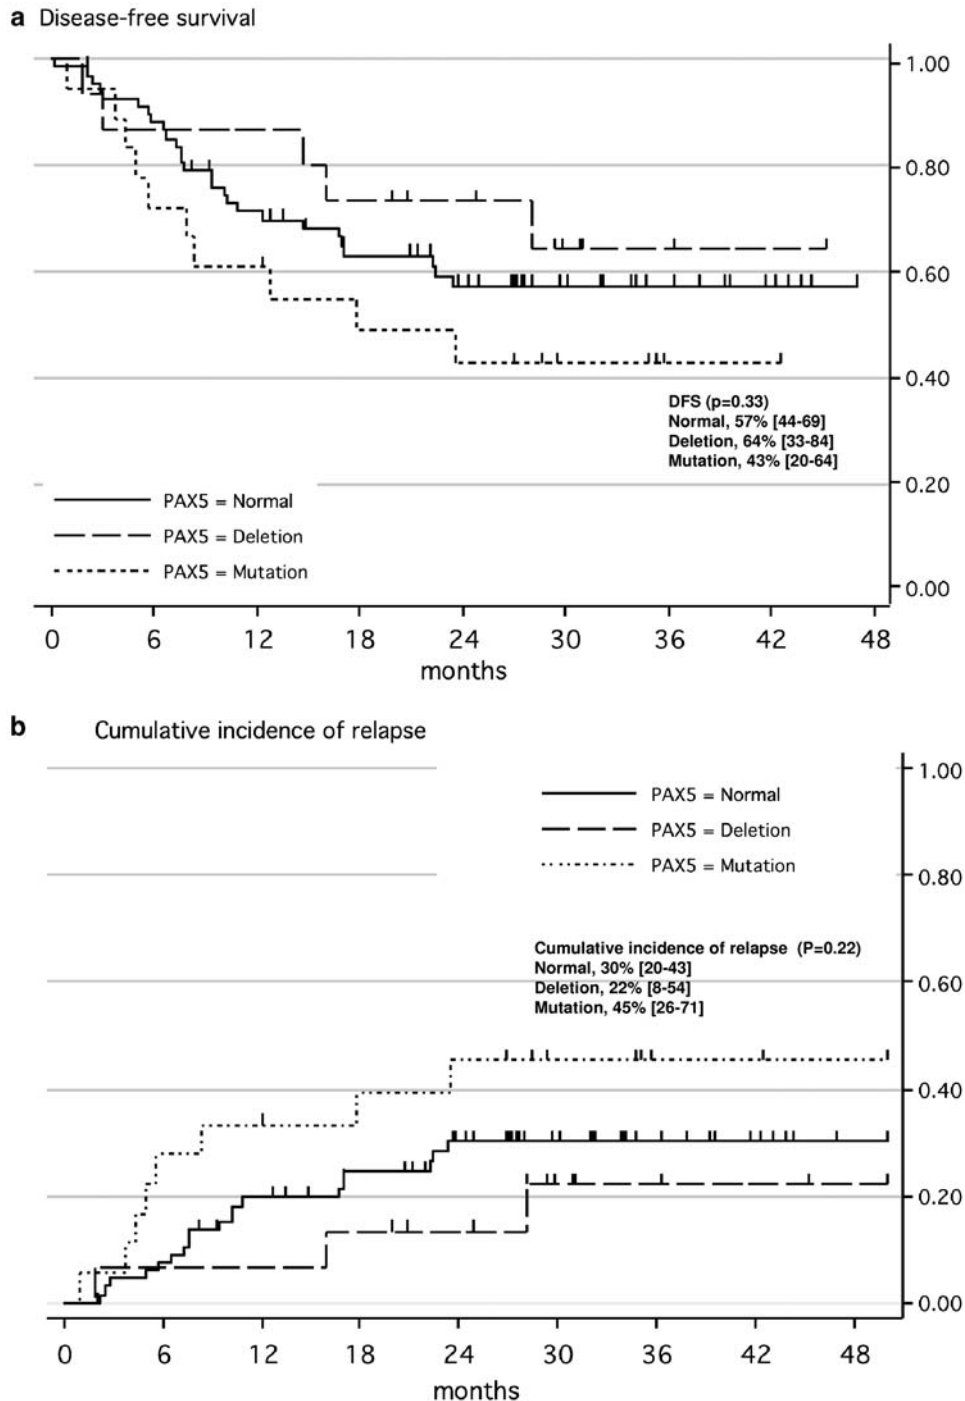 a Disease-free survival
1.00
0.80
0.60
0.40
DFS (p=0.33)
Normal, 57% [44-69]
Deletion, 64% [33-84]
Mutation, 43% [20-64]
0.20
PAX5 = Normal
PAX5 = Deletion
PAX5 = Mutation
0.00
0 6 12 18 24 30 36 42 48
months
b Cumulative incidence of relapse
1.00
PAX5 = Normal
PAX5 = Deletion
PAX5 = Mutation
0.80
Cumulative incidence of relapse (P=0.22)
Normal, 30% [20-43]
Deletion, 22% [8-54]
Mutation, 45% [26-71]
0.60
0.40
0.20
0.00
0 6 12 18 24 30 36 42 48
months